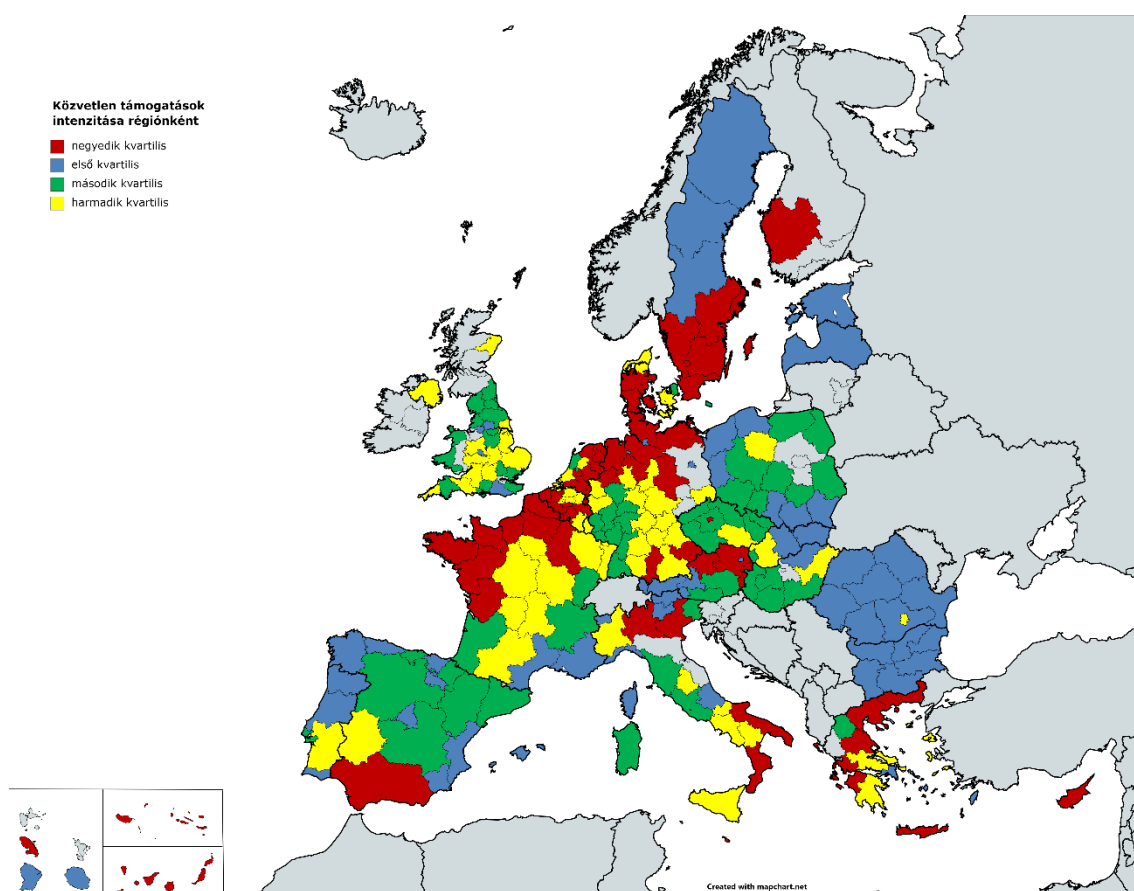 Közvetlen támogatások
intenzitása régiónként
negyedik kvartilis
első kvartilis
második kvartilis
harmadik kvartilis
Created with mapchart.net